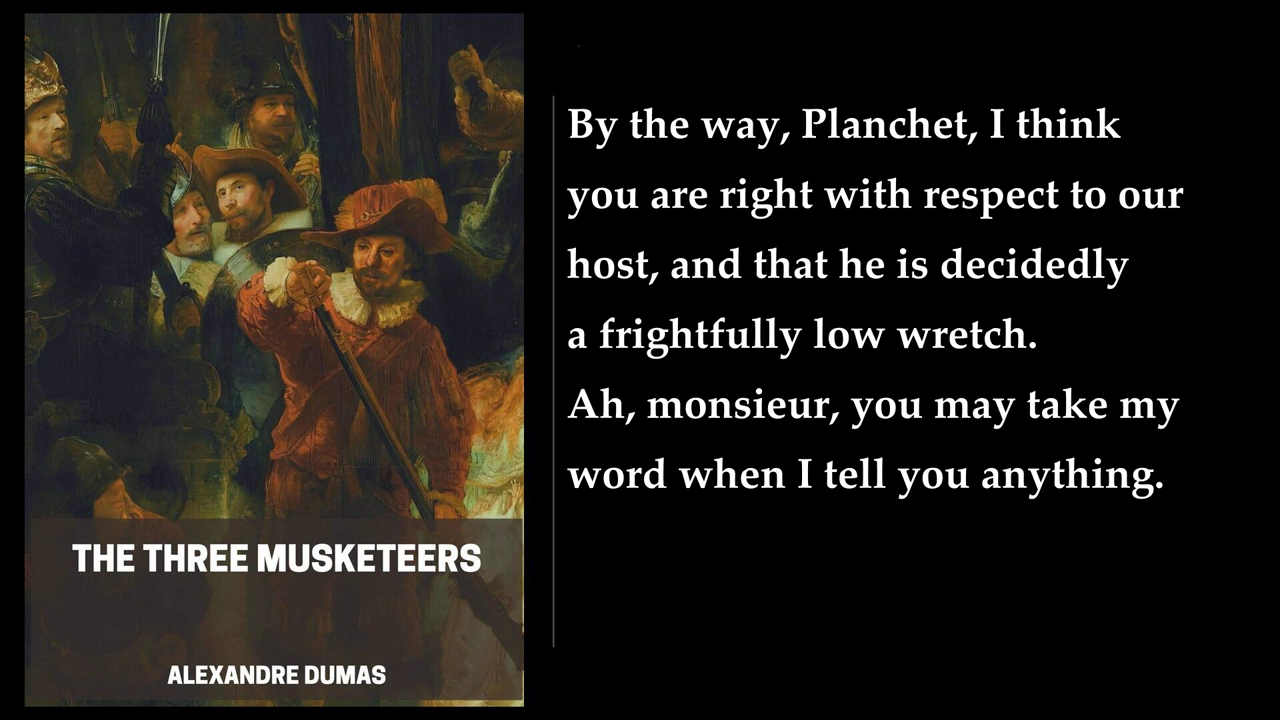 THE THREE MUSKETEERS
ALEXANDRE DUMAS
By the way, Planchet, I think
you are right with respect to our
host, and that he is decidedly
a frightfully low wretch.
Ah, monsieur, you may take my
word when I tell you anything.